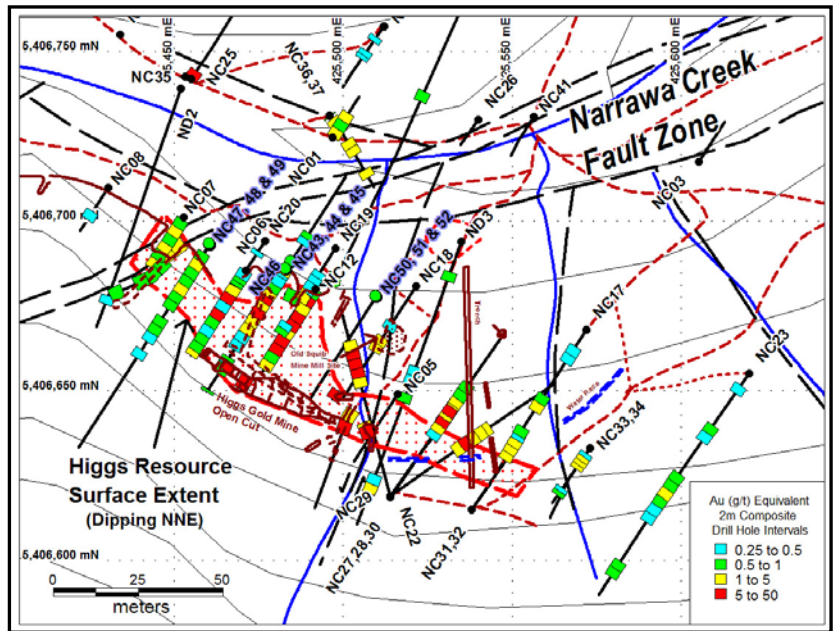 5,406,750 mN
425,450 mE
425,500 mE
425,550 mE
425,600 mE
NC35
NC25
ND2
NC36,37
NC26
NC41
Narrawa Creek
Fault Zone
NC08
NC07
NC01
NC47, 48 & 49
NC06
NC20
NC03
5,406,700 mN
NC43, 44 & 45
NC19
NC46
NC12
NC50, 51 & 52
NC18
ND3
NC17
NC23
Trench
Old Squib
Mine Mill Site
Water Race
5,406,650 mN
NC05
Higgs Gold Mine
Open Cut
NC33,34
Higgs Resource
Surface Extent
(Dipping NNE)
NC29
NC27,28,30
NC22
NC31,32
5,406,600 mN
0 25 50
meters
Au (g/t) Equivalent
2m Composite
Drill Hole Intervals
0.25 to 0.5
0.5 to 1
1 to 5
5 to 50